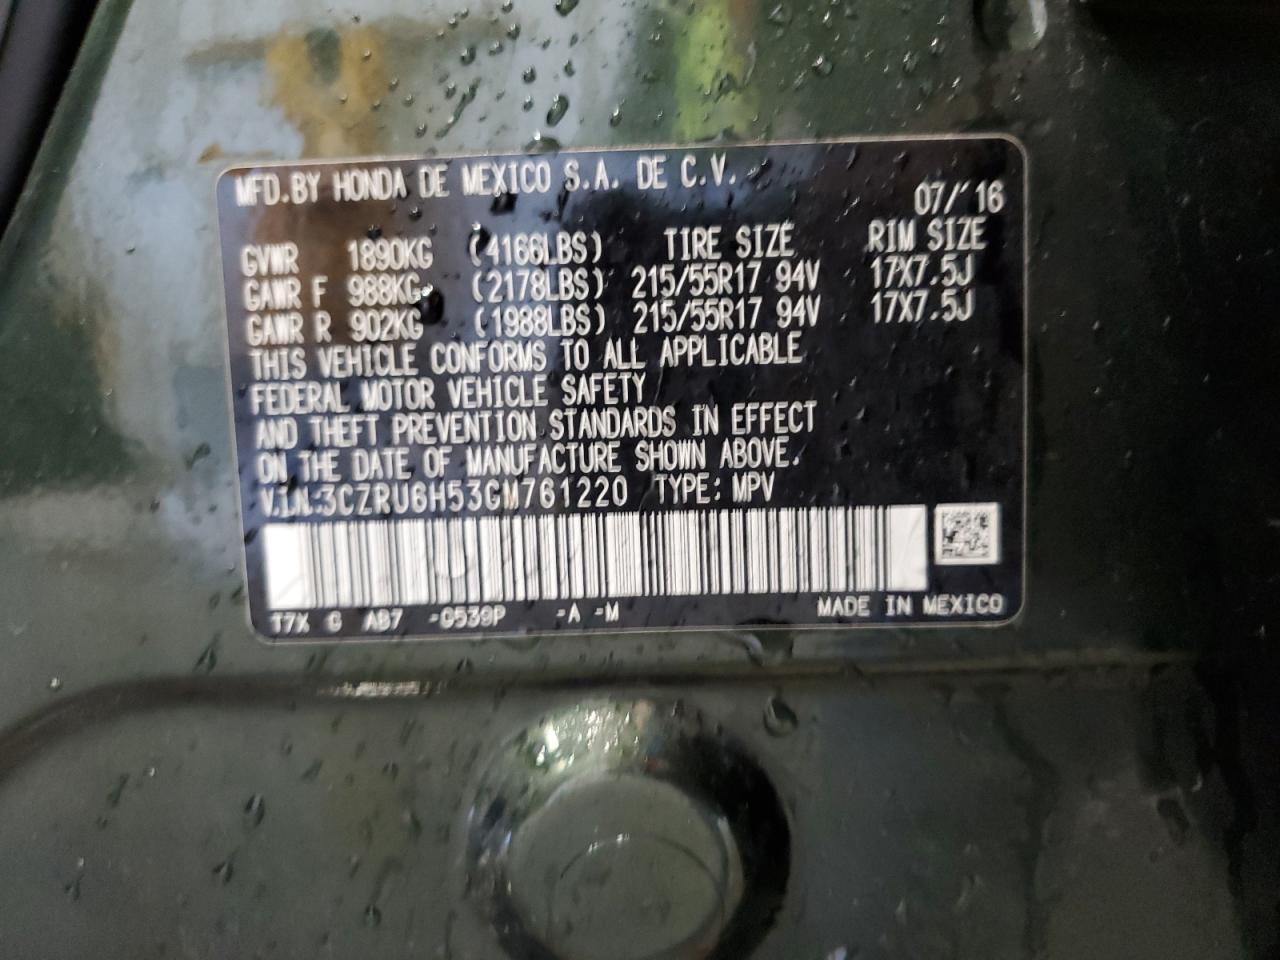 MFD.BY HONDA DE MEXICO S.A. DE C.V.
07/'16
GVWR 1890KG (4166LBS) TIRE SIZE RIM SIZE
GAWR F 988KG (2178LBS) 215/55R17 94V 17X7.5J
GAWR R 902KG (1988LBS) 215/55R17 94V 17X7.5J
THIS VEHICLE CONFORMS TO ALL APPLICABLE
FEDERAL MOTOR VEHICLE SAFETY
AND THEFT PREVENTION STANDARDS IN EFFECT
ON THE DATE OF MANUFACTURE SHOWN ABOVE.
V.I.N:3CZRU6H53GM761220 TYPE: MPV
T7X G AB7 -G539P -A -M MADE IN MEXICO